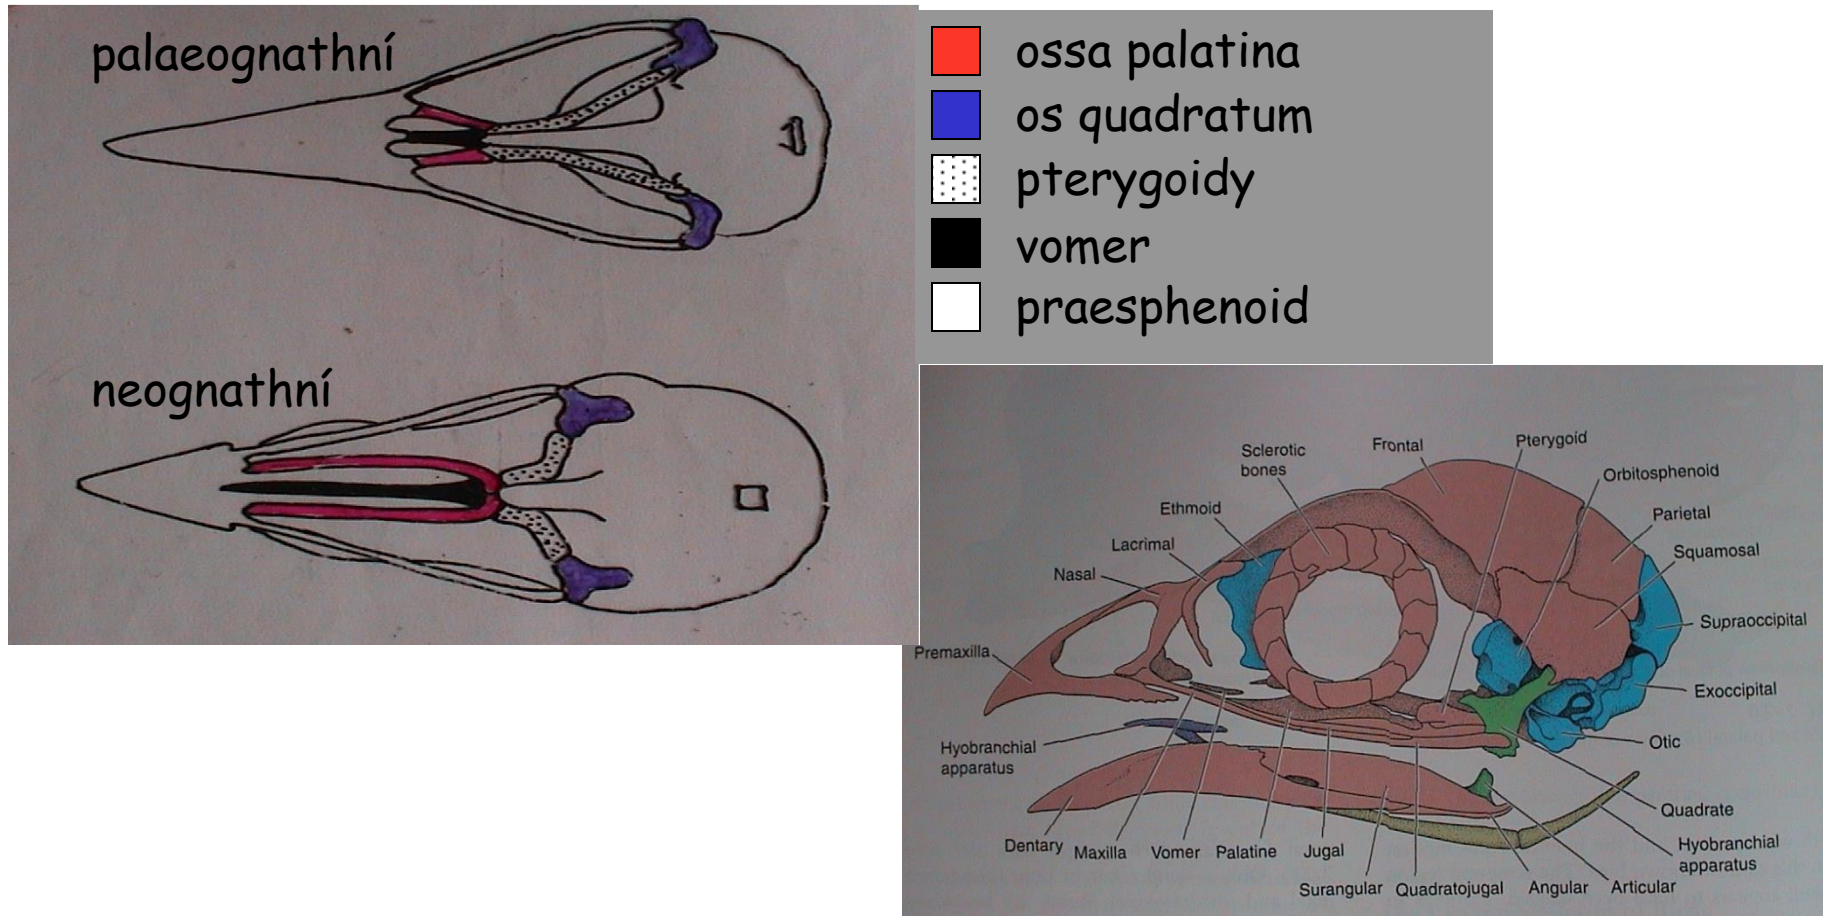 palaeognathní
neognathní
ossa palatina
os quadratum
pterygoidy
vomer
praesphenoid
Sclerotic
bones
Frontal
Pterygoid
Orbitosphenoid
Parietal
Squamosal
Ethmoid
Lacrimal
Nasal
Premaxilla
Supraoccipital
Exoccipital
Otic
Hyobranchial
apparatus
Quadrate
Hyobranchial
apparatus
Dentary
Maxilla
Vomer
Palatine
Jugal
Surangular
Quadratojugal
Angular
Articular